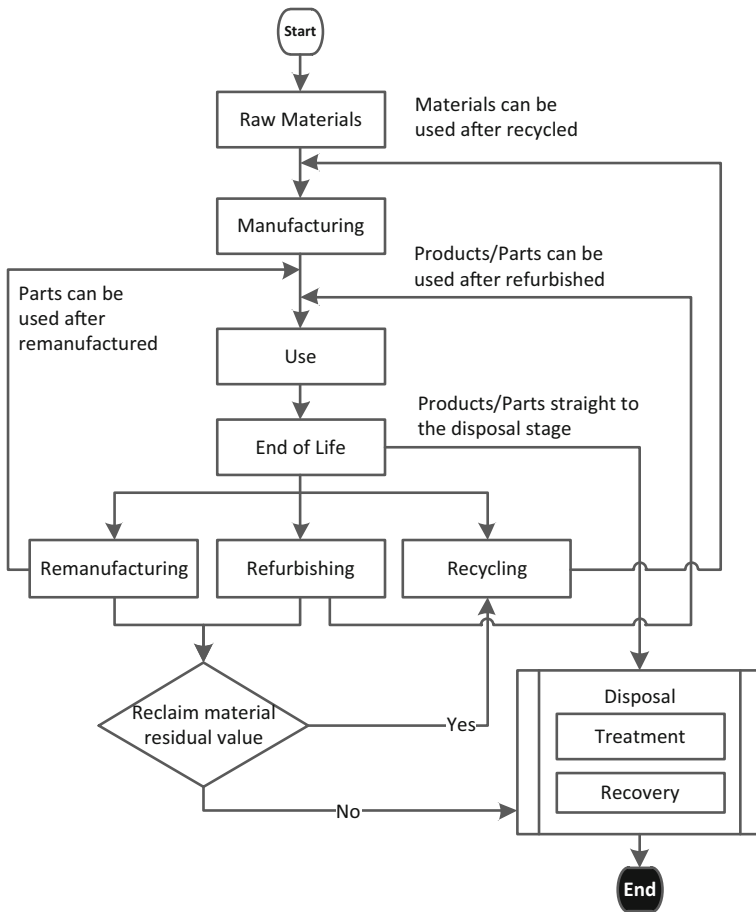 Start
Raw Materials
Materials can be
used after recycled
Manufacturing
Products/Parts can be
used after refurbished
Parts can be
used after
remanufactured
Use
Products/Parts straight to
the disposal stage
End of Life
Remanufacturing
Refurbishing
Recycling
Reclaim material
residual value
Yes
No
Disposal
Treatment
Recovery
End